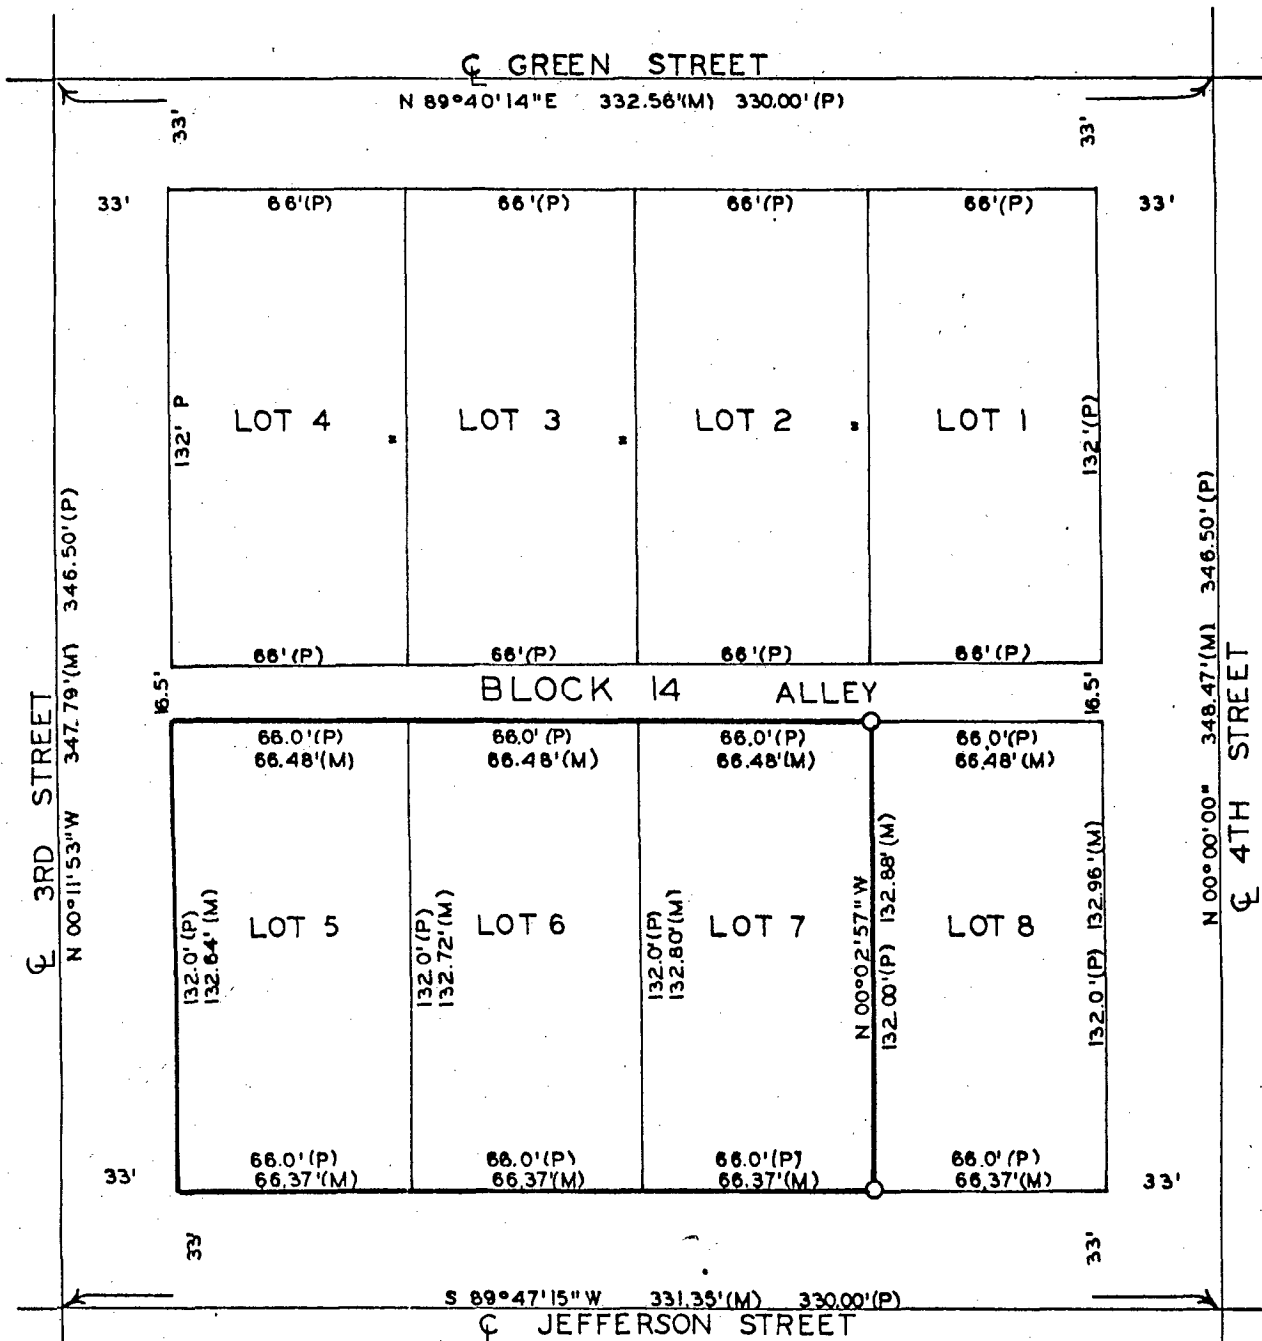 ℄ GREEN STREET
N 89°40'14"E 332.56'(M) 330.00'(P)
33' 33'
33' 66'(P) 66'(P) 66'(P) 66'(P) 33'
LOT 4 LOT 3 LOT 2 LOT 1
132' P " " " 132'(P)
66'(P) 66'(P) 66'(P) 66'(P)
16.5' BLOCK 14 ALLEY 16.5'
℄ 3RD STREET
N 00°11'53"W 347.79'(M) 346.50'(P)
N 00°00'00" 348.47'(M) 346.50'(P)
℄ 4TH STREET
66.0'(P) 66.0'(P) 66.0'(P) 66.0'(P)
66.48'(M) 66.48'(M) 66.48'(M) 66.48'(M)
132.0'(P)
132.64'(M)
LOT 5
132.0'(P)
132.72'(M)
LOT 6
132.0'(P)
132.80'(M)
LOT 7
N 00°02'57"W
132.00'(P) 132.88'(M)
LOT 8
132.0'(P) 132.96'(M)
66.0'(P) 66.0'(P) 66.0'(P) 66.0'(P)
33' 66.37'(M) 66.37'(M) 66.37'(M) 66.37'(M) 33'
33' 33'
S 89°47'15"W 331.35'(M) 330.00'(P)
℄ JEFFERSON STREET